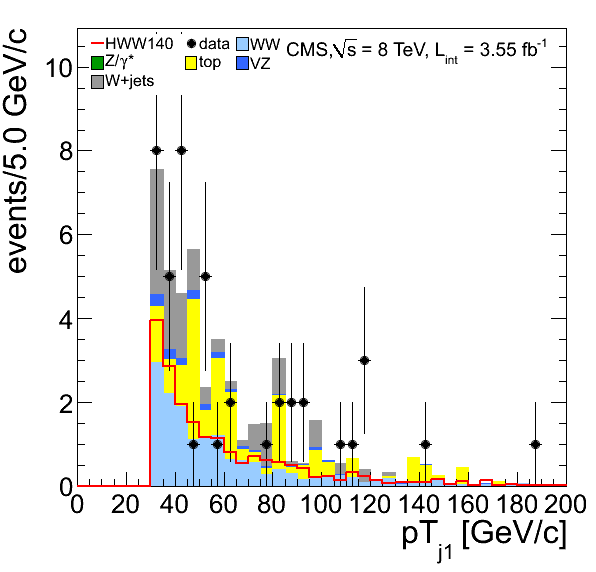 HWW140 data WW CMS,√s = 8 TeV, L_int = 3.55 fb⁻¹
Z/γ* top VZ
W+jets
events/5.0 GeV/c
10
8
6
4
2
0
0 20 40 60 80 100 120 140 160 180 200
pT_j1 [GeV/c]